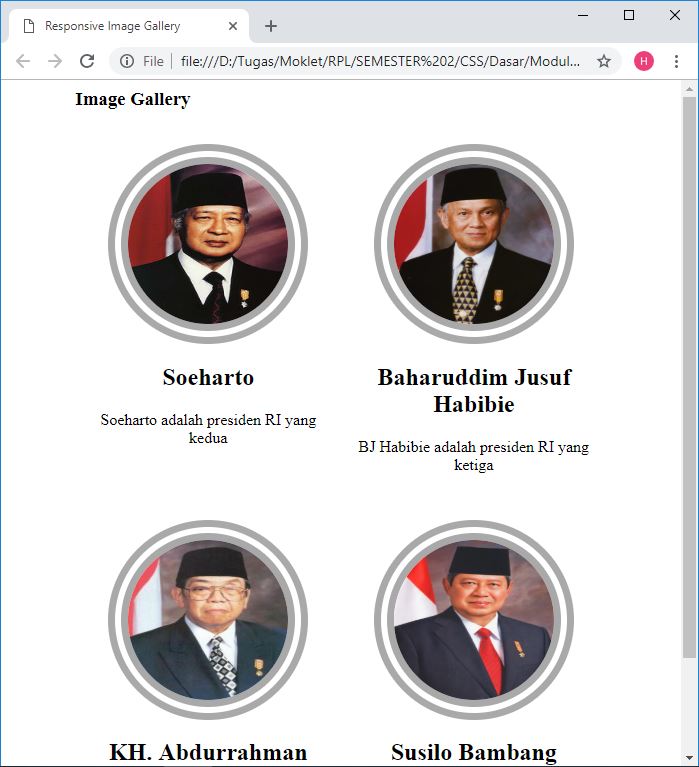 Responsive Image Gallery
File | file:///D:/Tugas/Moklet/RPL/SEMESTER%202/CSS/Dasar/Modul...
H
Image Gallery
Soeharto
Soeharto adalah presiden RI yang
kedua
Baharuddim Jusuf
Habibie
BJ Habibie adalah presiden RI yang
ketiga
KH. Abdurrahman
Susilo Bambang